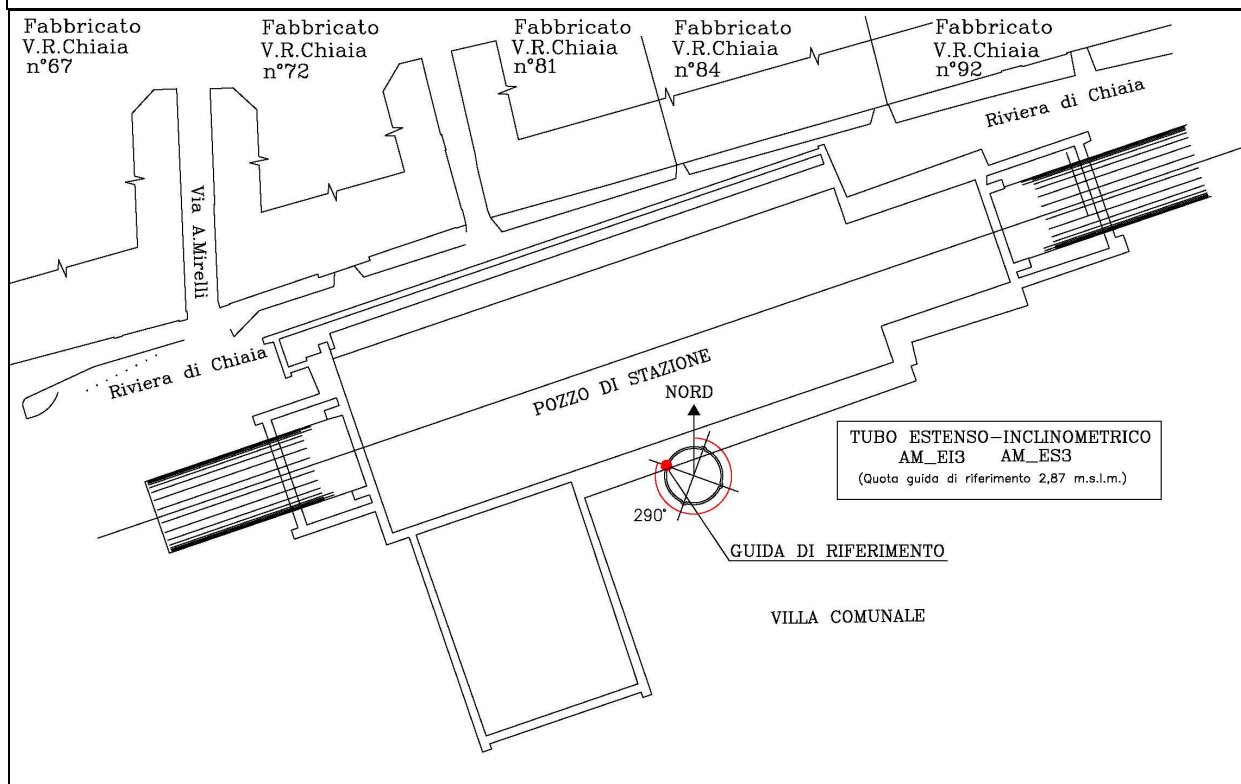 Fabbricato
V.R.Chiaia
n°67
Fabbricato
V.R.Chiaia
n°72
Fabbricato
V.R.Chiaia
n°81
Fabbricato
V.R.Chiaia
n°84
Fabbricato
V.R.Chiaia
n°92
Riviera di Chiaia
Via A.Mirelli
Riviera di Chiaia
POZZO DI STAZIONE
NORD
TUBO ESTENSO-INCLINOMETRICO
AM_EI3 AM_ES3
(Quota guida di riferimento 2,87 m.s.l.m.)
290°
GUIDA DI RIFERIMENTO
VILLA COMUNALE